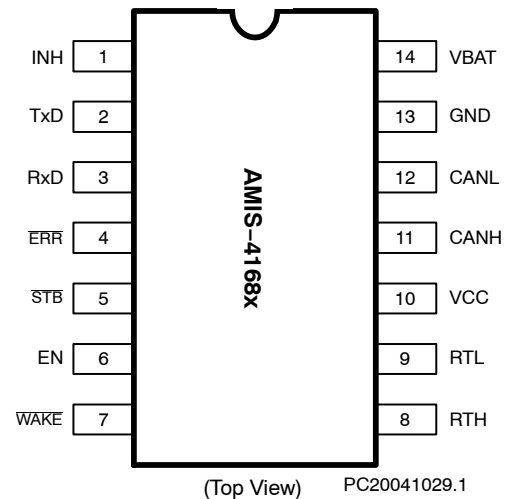 INH 1 14 VBAT
TxD 2 13 GND
RxD 3 12 CANL
ERR 4 11 CANH
STB 5 10 VCC
EN 6 9 RTL
WAKE 7 8 RTH
AMIS-4168x
(Top View) PC20041029.1